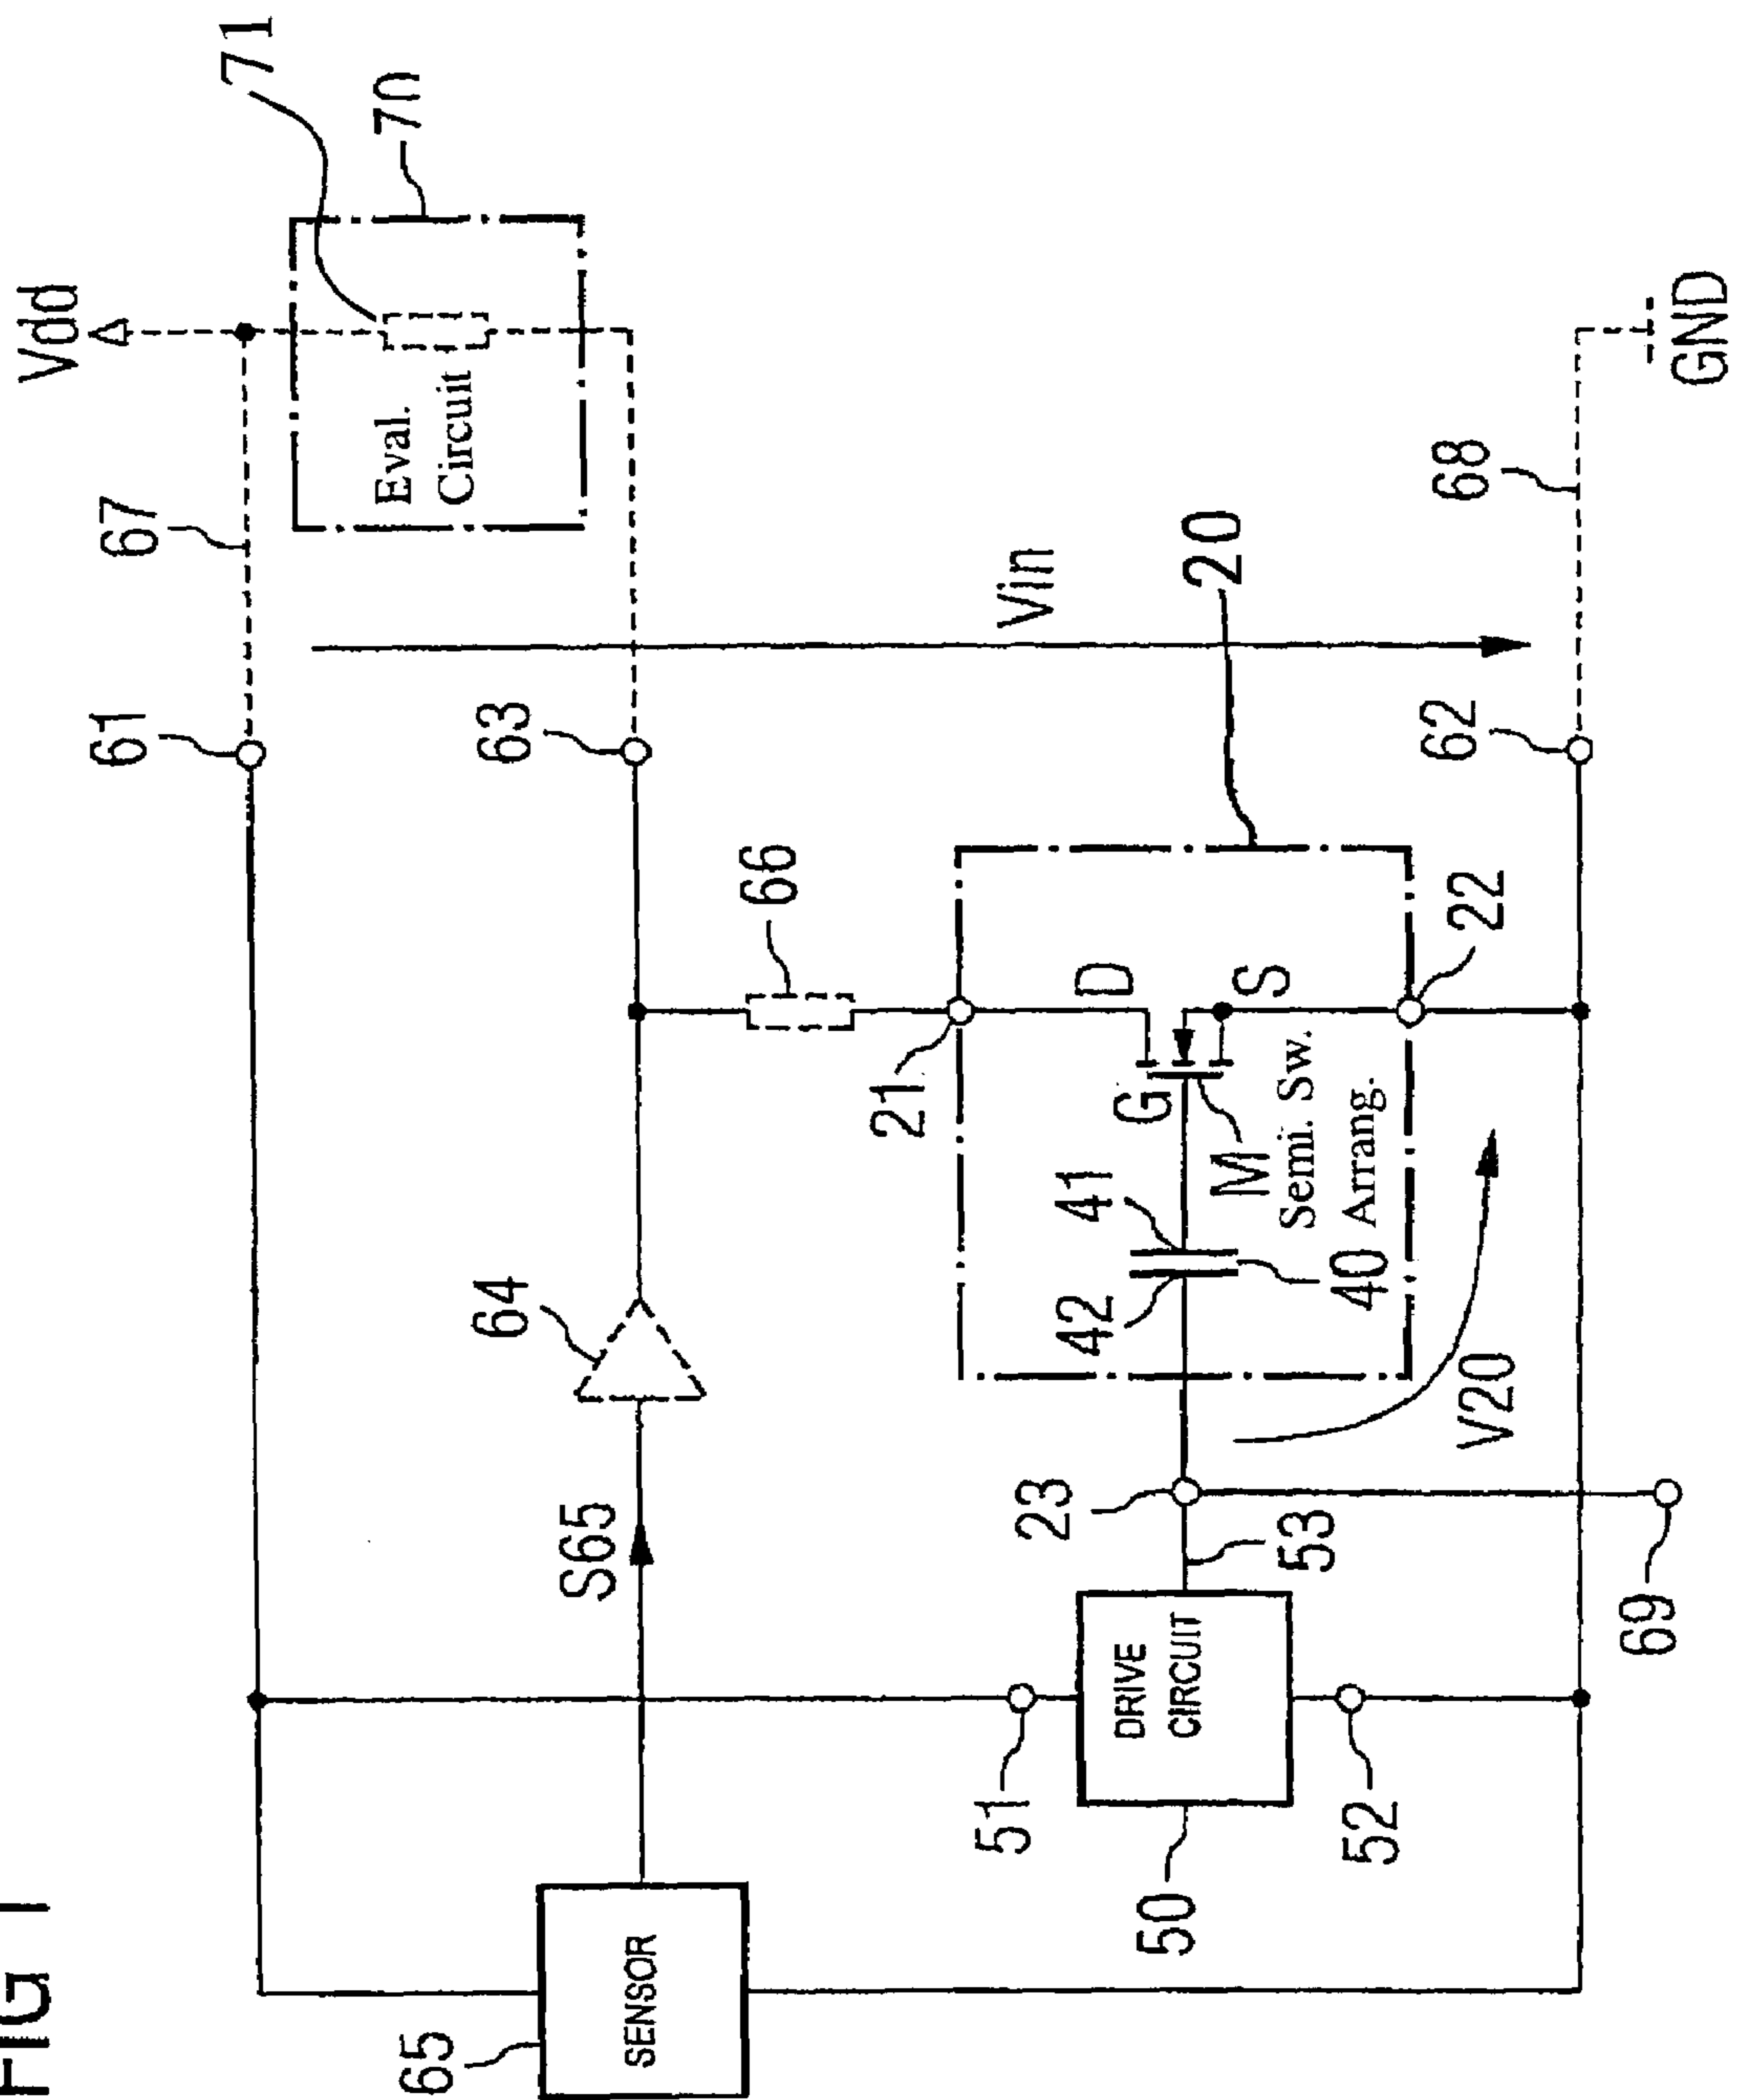 FIG 1
Vdd
71
70
67
61
Eval.
Circuit
63
Vin
64
S65
66
65
SENSOR
21
20
D
G
S
M
Semi. Sw.
Arrang.
41
42
40
22
62
68
GND
23
53
V20
51
DRIVE
CIRCUIT
50
52
69